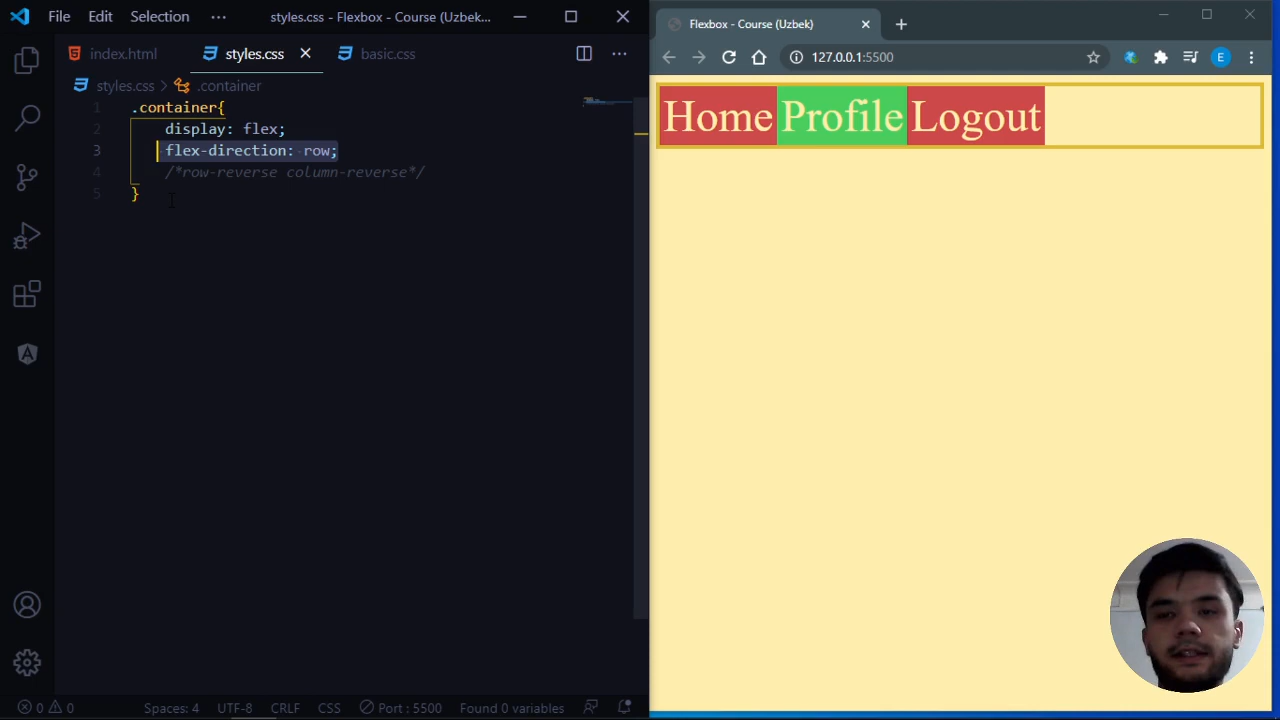 File Edit Selection ··· styles.css - Flexbox - Course (Uzbek...
index.html styles.css basic.css ···
styles.css > .container
1 .container{
2 display: flex;
3 flex-direction: row;
4 /*row-reverse column-reverse*/
5 }
0 0 Spaces: 4 UTF-8 CRLF CSS Port : 5500 Found 0 variables
Flexbox - Course (Uzbek)
127.0.0.1:5500 E
Home Profile Logout